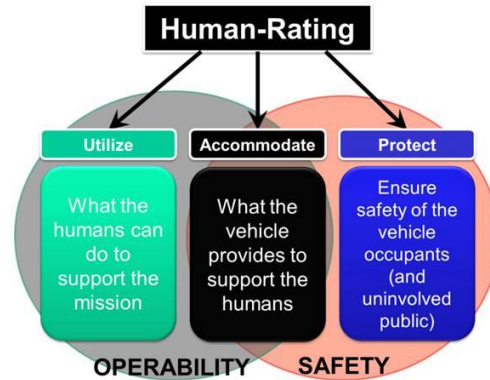 Human-Rating
Utilize
Accommodate
Protect
What the
humans can
do to
support the
mission
What the
vehicle
provides to
support the
humans
Ensure
safety of the
vehicle
occupants
(and
uninvolved
public)
OPERABILITY
SAFETY